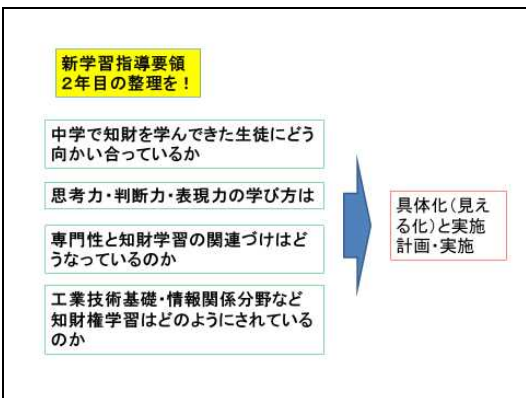 新学習指導要領
２年目の整理を！
中学で知財を学んできた生徒にどう
向かい合っているか
思考力・判断力・表現力の学び方は
専門性と知財学習の関連づけはど
うなっているのか
工業技術基礎・情報関係分野など
知財権学習はどのようにされている
のか
具体化（見え
る化）と実施
計画・実施